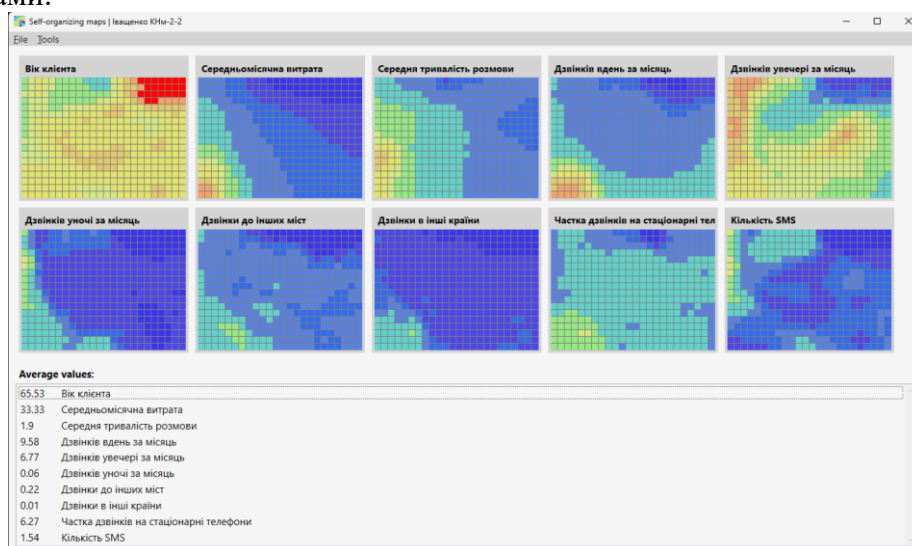 ами.
Self-organizing maps | Іващенко КНм-2-2
File Tools
Вік клієнта
Середньомісячна витрата
Середня тривалість розмови
Дзвінків вдень за місяць
Дзвінків увечері за місяць
Дзвінків уночі за місяць
Дзвінки до інших міст
Дзвінки в інші країни
Частка дзвінків на стаціонарні тел
Кількість SMS
Average values:
65.53 Вік клієнта
33.33 Середньомісячна витрата
1.9 Середня тривалість розмови
9.58 Дзвінків вдень за місяць
6.77 Дзвінків увечері за місяць
0.06 Дзвінків уночі за місяць
0.22 Дзвінки до інших міст
0.01 Дзвінки в інші країни
6.27 Частка дзвінків на стаціонарні телефони
1.54 Кількість SMS